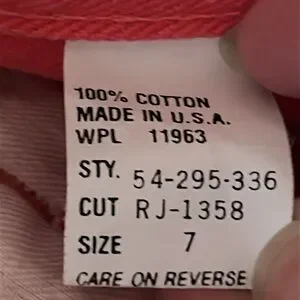 100% COTTON
MADE IN U.S.A.
WPL 11963
STY. 54-295-336
CUT RJ-1358
SIZE 7
CARE ON REVERSE